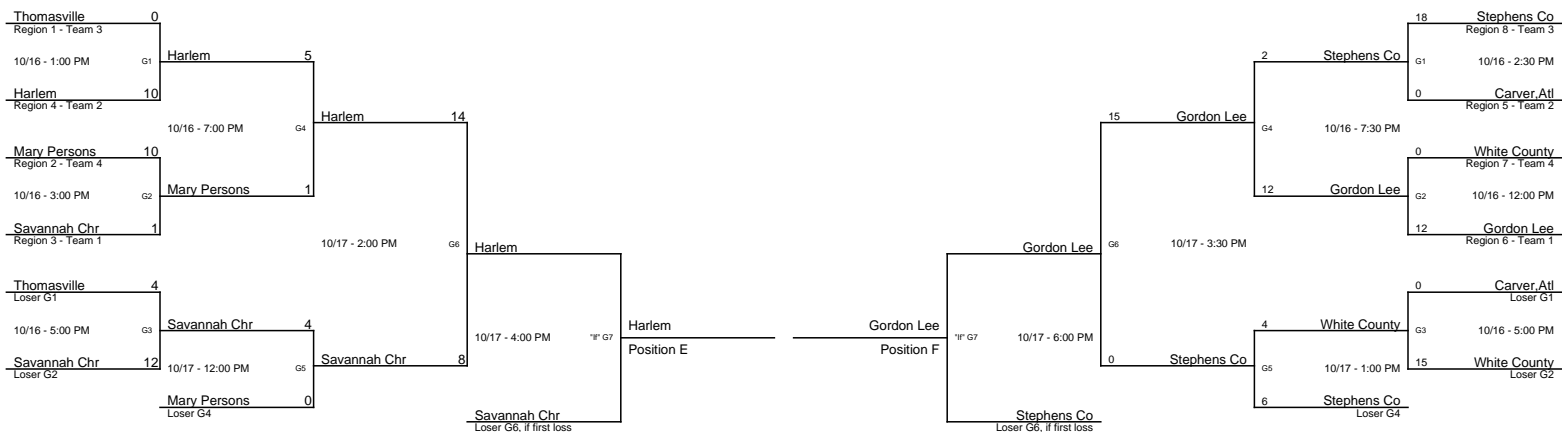 Thomasville 0
Region 1 - Team 3
10/16 - 1:00 PM G1
Harlem 5
Harlem 10
Region 4 - Team 2
10/16 - 7:00 PM G4
Harlem 14
Mary Persons 10
Region 2 - Team 4
10/16 - 3:00 PM G2
Mary Persons 1
Savannah Chr 1
Region 3 - Team 1
10/17 - 2:00 PM G6
Harlem
Thomasville 4
Loser G1
10/16 - 5:00 PM G3
Savannah Chr 4
Savannah Chr 12
Loser G2
10/17 - 12:00 PM G5
Savannah Chr 8
Mary Persons 0
Loser G4
10/17 - 4:00 PM "If" G7
Harlem
Position E
Savannah Chr
Loser G6, if first loss
18 Stephens Co
Region 8 - Team 3
2 Stephens Co
G1 10/16 - 2:30 PM
0 Carver,Atl
Region 5 - Team 2
15 Gordon Lee
G4 10/16 - 7:30 PM
0 White County
Region 7 - Team 4
12 Gordon Lee
G2 10/16 - 12:00 PM
12 Gordon Lee
Region 6 - Team 1
Gordon Lee
G6 10/17 - 3:30 PM
0 Carver,Atl
Loser G1
4 White County
G3 10/16 - 5:00 PM
15 White County
Loser G2
0 Stephens Co
G5 10/17 - 1:00 PM
6 Stephens Co
Loser G4
Gordon Lee
Position F
"If" G7 10/17 - 6:00 PM
Stephens Co
Loser G6, if first loss